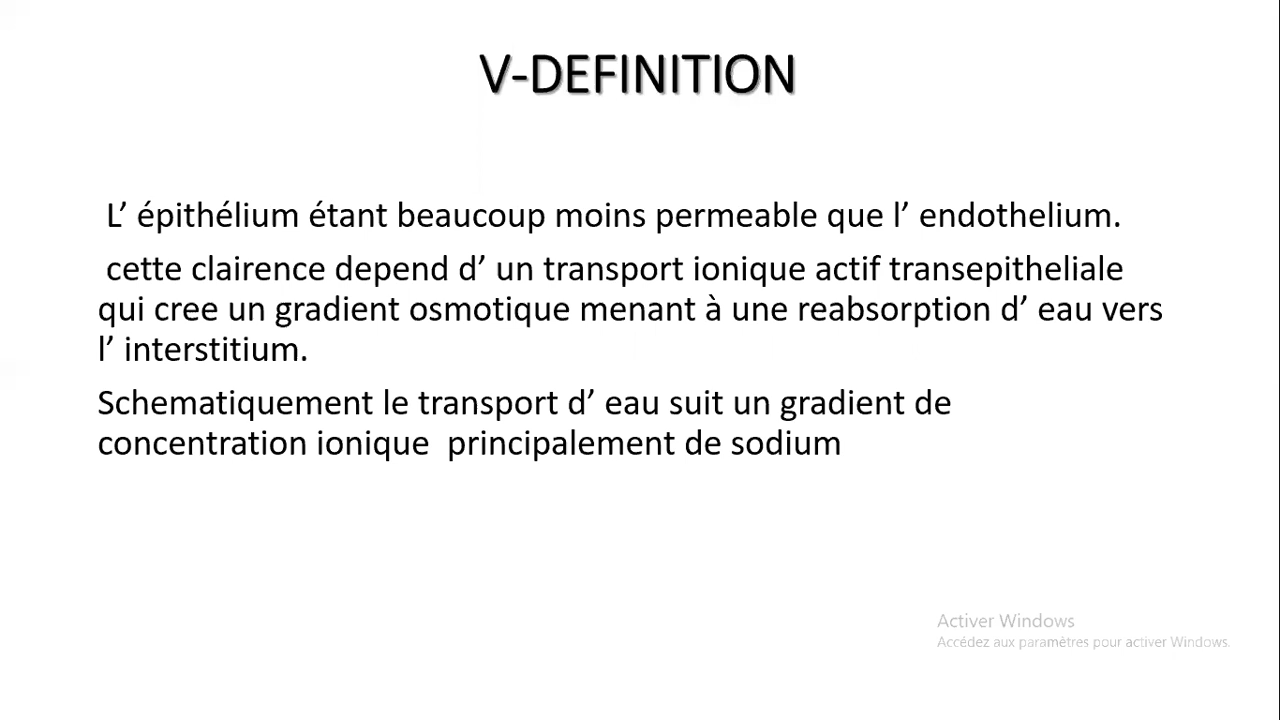 V-DEFINITION
L’ épithélium étant beaucoup moins permeable que l’ endothelium.
cette clairence depend d’ un transport ionique actif transepitheliale
qui cree un gradient osmotique menant à une reabsorption d’ eau vers
l’ interstitium.
Schematiquement le transport d’ eau suit un gradient de
concentration ionique  principalement de sodium
Activer Windows
Accédez aux paramètres pour activer Windows.